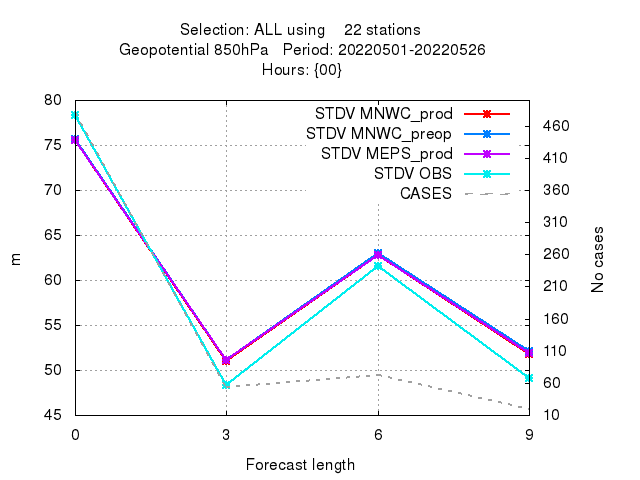 Selection: ALL using    22 stations
Geopotential 850hPa   Period: 20220501-20220526
Hours: {00}
STDV MNWC_prod
STDV MNWC_preop
STDV MEPS_prod
STDV OBS
CASES
80
75
70
65
60
55
50
45
m
460
410
360
310
260
210
160
110
60
10
No cases
0
3
6
9
Forecast length